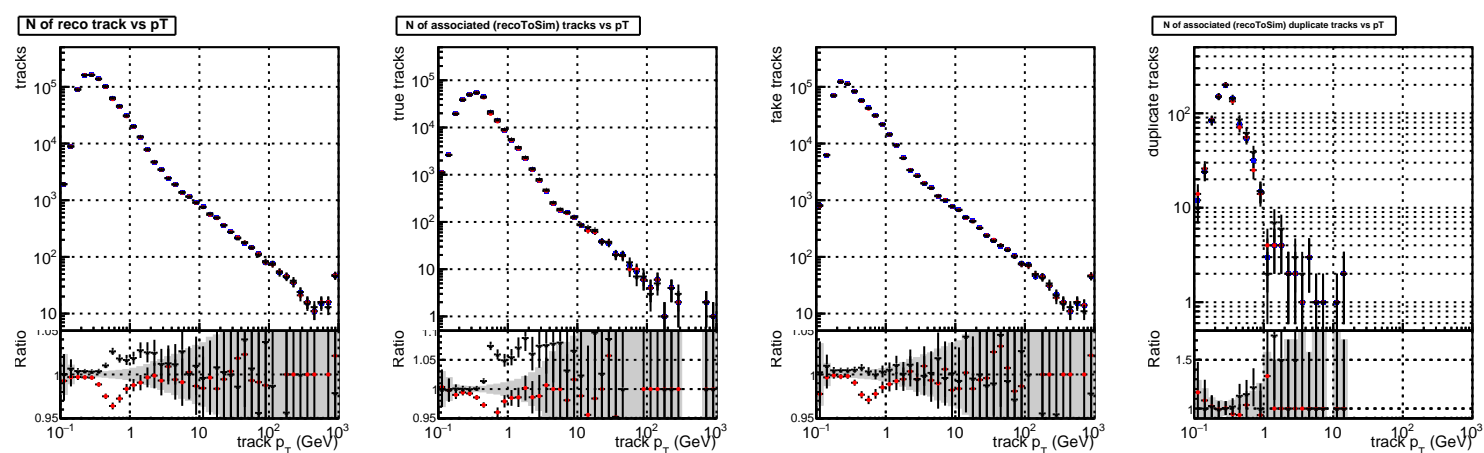 N of reco track vs pT
tracks
10^5
10^4
10^3
10^2
10
Ratio
1.05
1
0.95
10^-1 1 10 10^2 10^3
track p_T (GeV)
N of associated (recoToSim) tracks vs pT
true tracks
10^5
10^4
10^3
10^2
10
1
Ratio
1.1
1.05
1
0.95
10^-1 1 10 10^2 10^3
track p_T (GeV)
fake tracks
10^5
10^4
10^3
10^2
10
Ratio
1.05
1
0.95
10^-1 1 10 10^2 10^3
track p_T (GeV)
N of associated (recoToSim) duplicate tracks vs pT
duplicate tracks
10^2
10
1
Ratio
1.5
1
10^-1 1 10 10^2 10^3
track p_T (GeV)